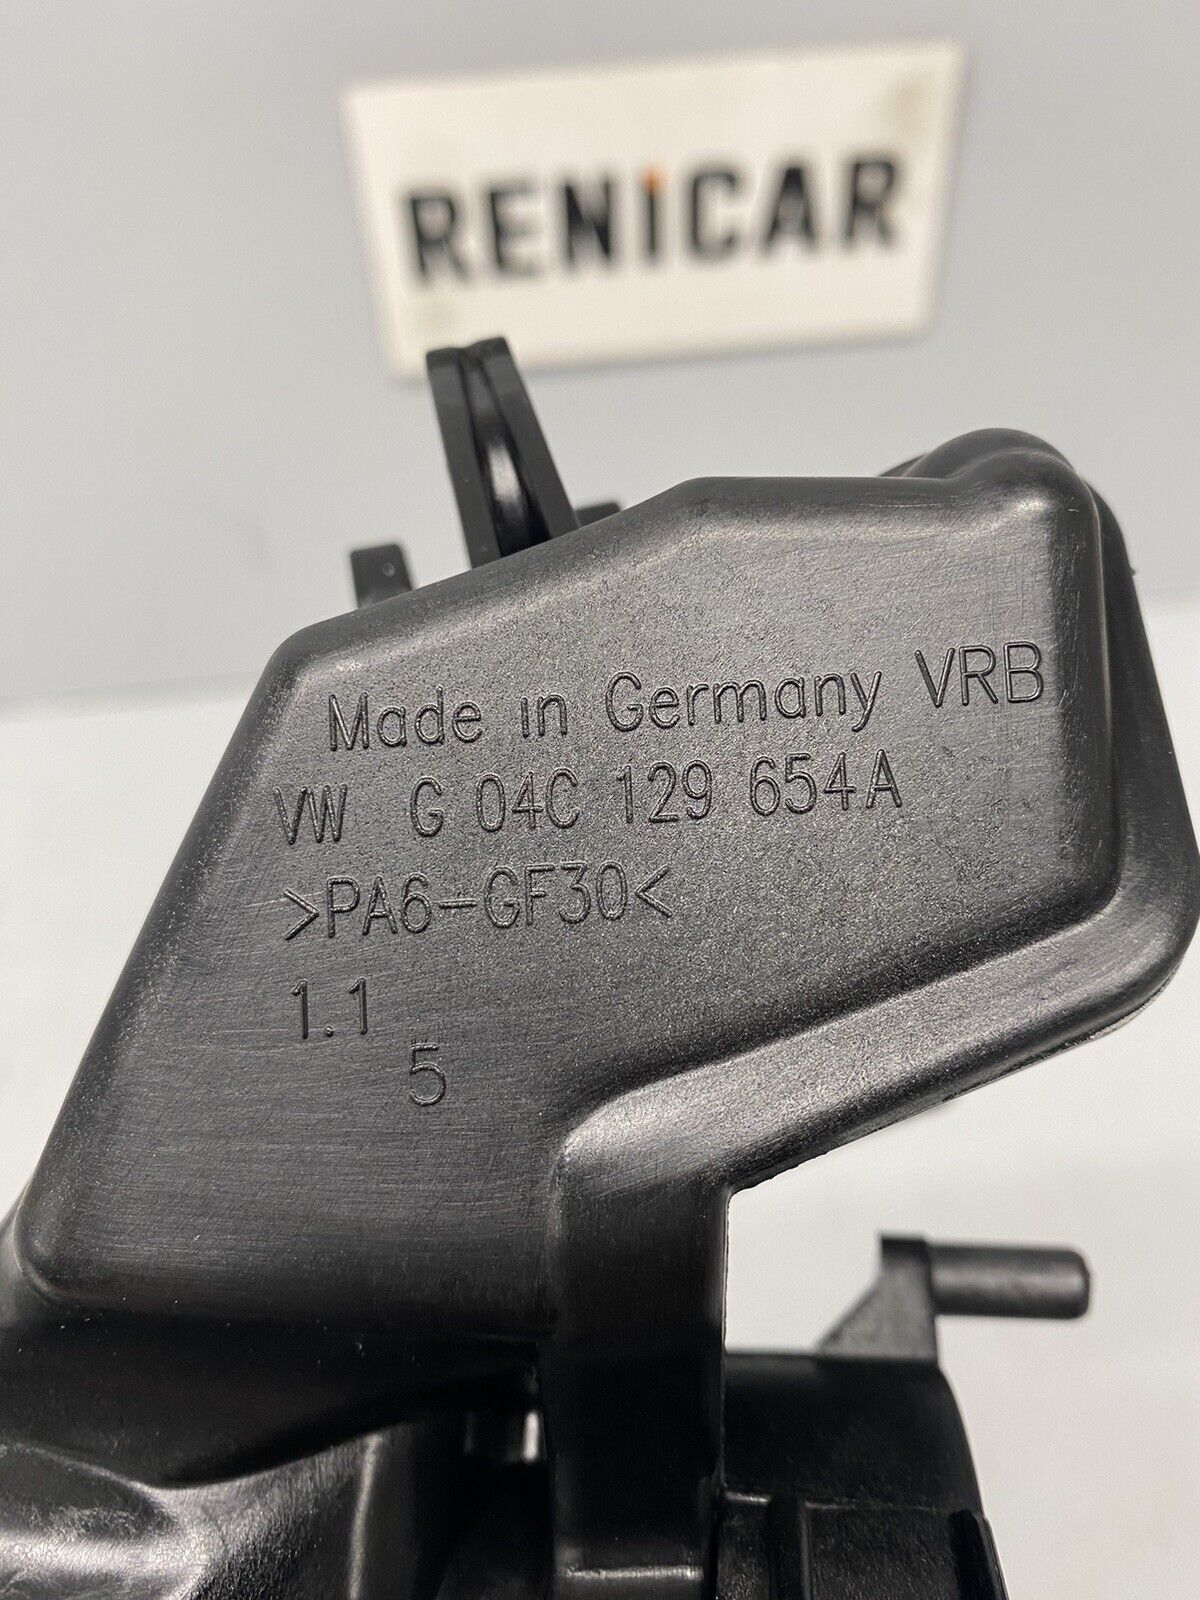 RENiCAR
Made in Germany VRB
VW G 04C 129 654A
>PA6-GF30<
1.1
5